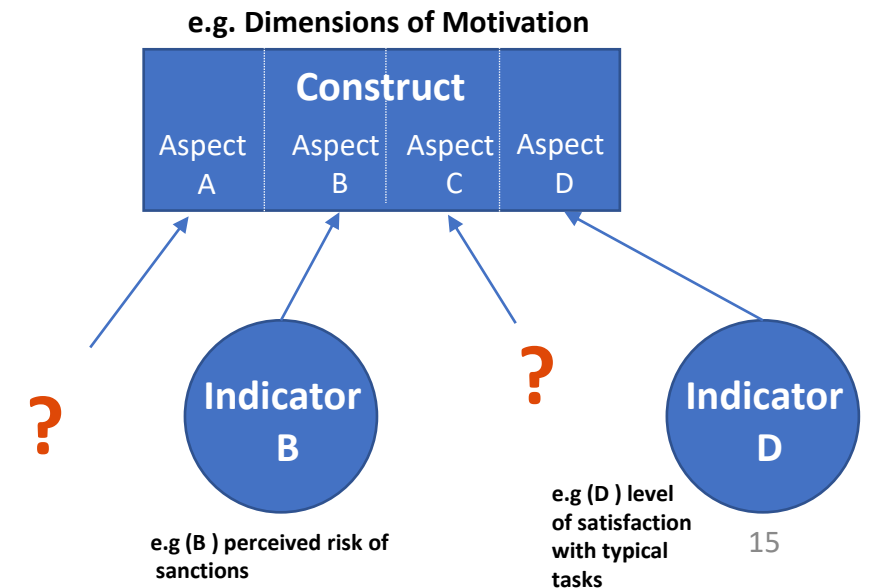 e.g. Dimensions of Motivation
Construct
Aspect Aspect Aspect Aspect
A B C D
?
Indicator
B
?
Indicator
D
e.g (B ) perceived risk of
sanctions
e.g (D ) level
of satisfaction
with typical
tasks
15